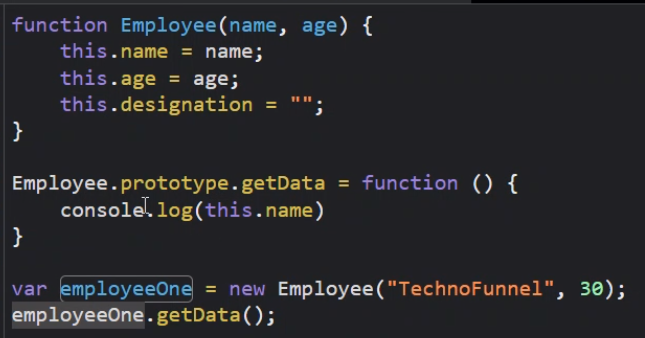 function Employee(name, age) {
    this.name = name;
    this.age = age;
    this.designation = "";
}

Employee.prototype.getData = function () {
    console.log(this.name)
}

var employeeOne = new Employee("TechnoFunnel", 30);
employeeOne.getData();